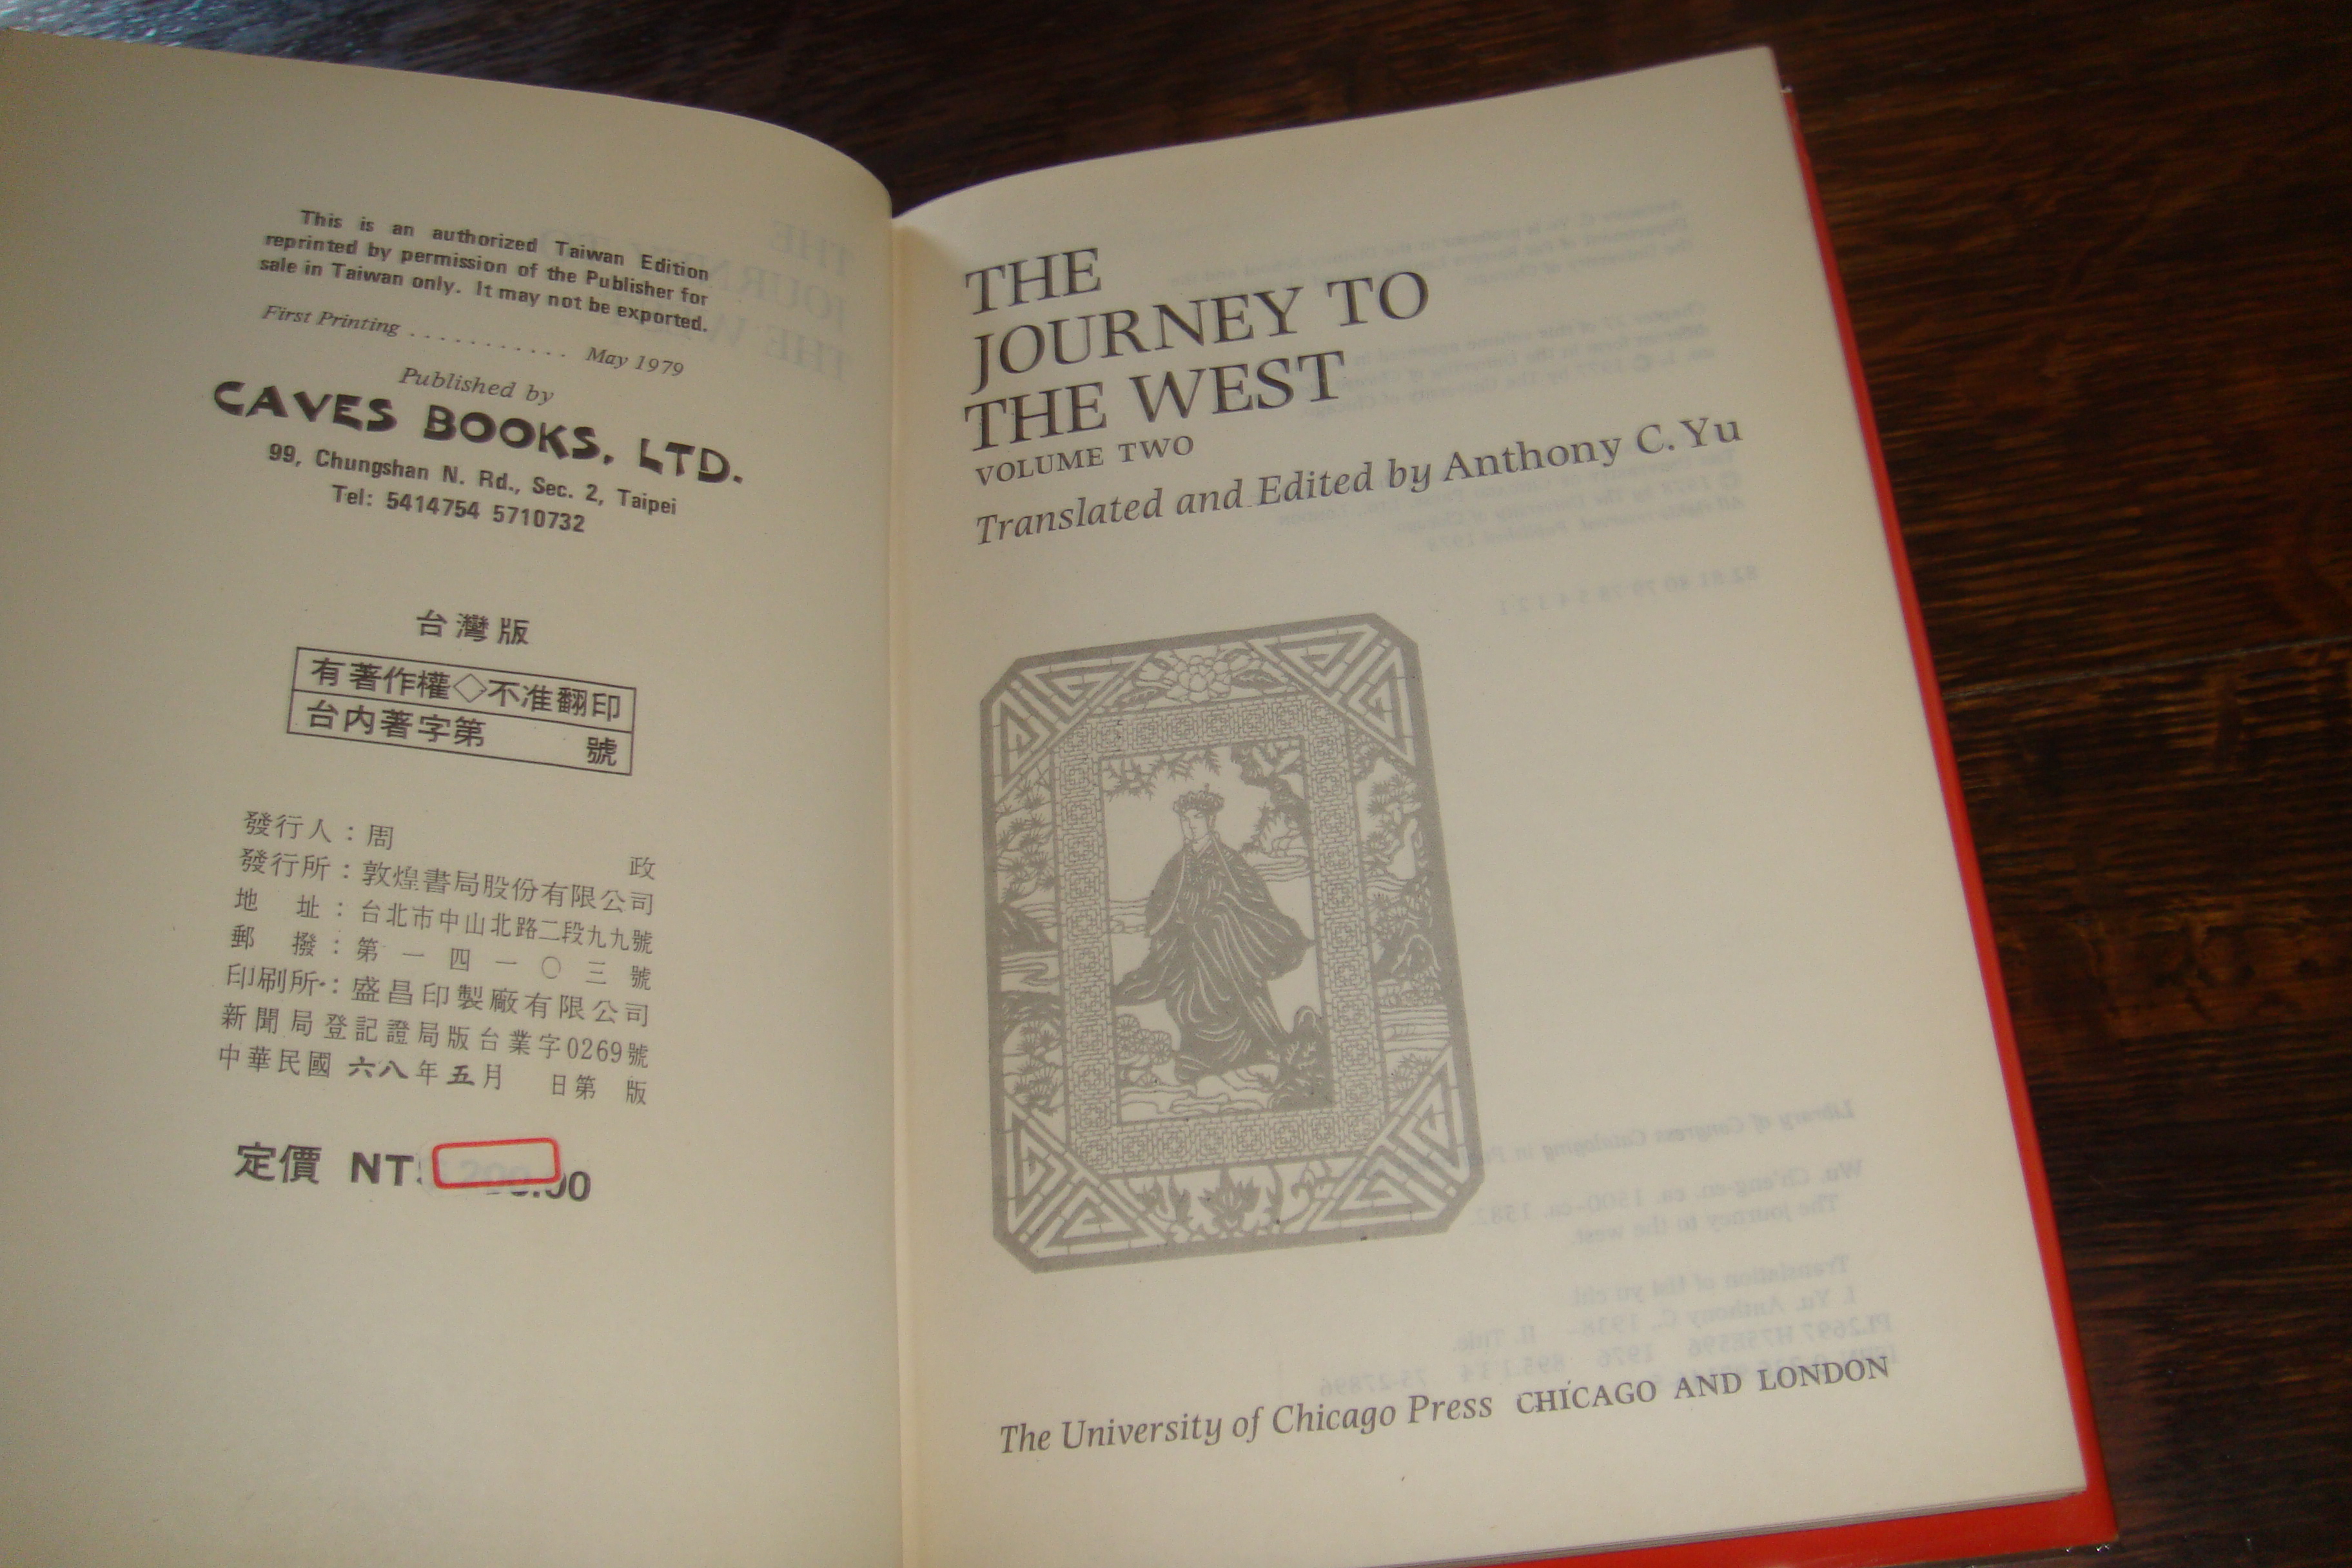 This is an authorized Taiwan Edition
reprinted by permission of the Publisher for
sale in Taiwan only. It may not be exported.
First Printing ........... May 1979
Published by
CAVES BOOKS, LTD.
99, Chungshan N. Rd., Sec. 2, Taipei
Tel: 5414754 5710732
台灣版
有著作權◇不准翻印
台內著字第 號
發行人：周 政
發行所：敦煌書局股份有限公司
地 址：台北市中山北路二段九九號
郵 撥：第一四一〇三號
印刷所：盛昌印製廠有限公司
新聞局登記證局版台業字0269號
中華民國六八年五月 日第 版
定價 NT
THE
JOURNEY TO
THE WEST
VOLUME TWO
Translated and Edited by Anthony C. Yu
The University of Chicago Press CHICAGO AND LONDON